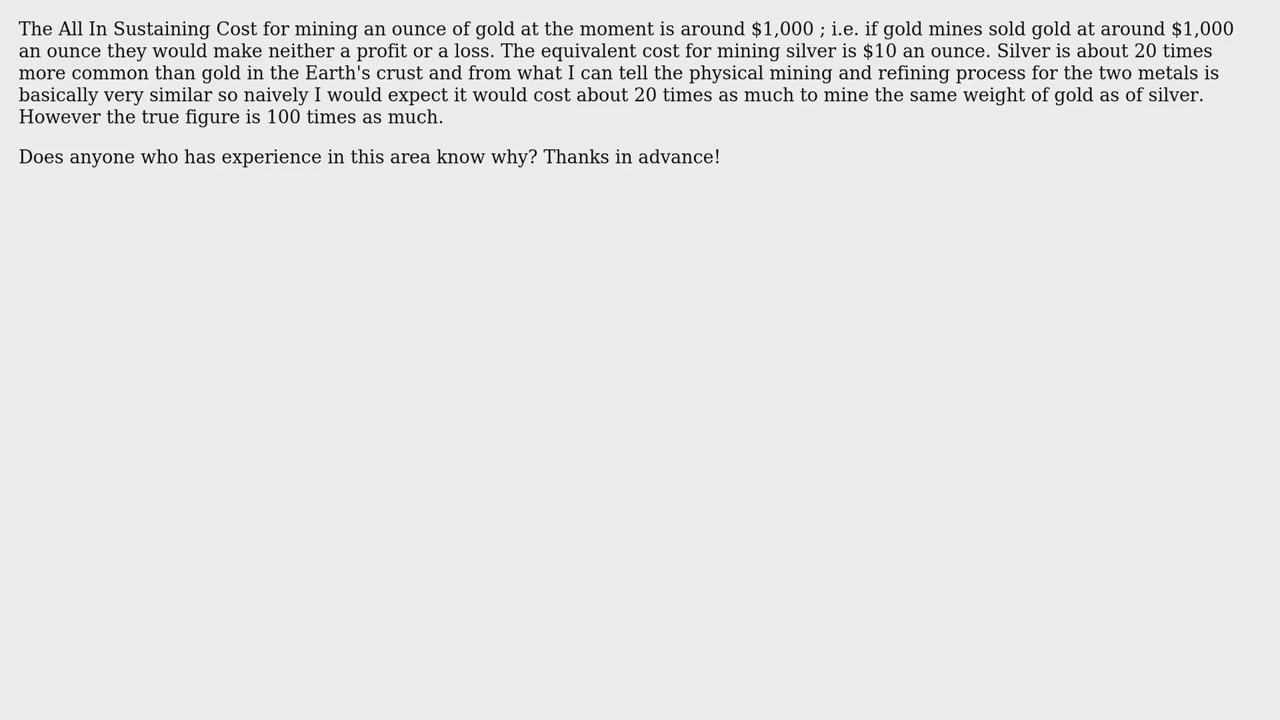 The All In Sustaining Cost for mining an ounce of gold at the moment is around $1,000 ; i.e. if gold mines sold gold at around $1,000
an ounce they would make neither a profit or a loss. The equivalent cost for mining silver is $10 an ounce. Silver is about 20 times
more common than gold in the Earth's crust and from what I can tell the physical mining and refining process for the two metals is
basically very similar so naively I would expect it would cost about 20 times as much to mine the same weight of gold as of silver.
However the true figure is 100 times as much.
Does anyone who has experience in this area know why? Thanks in advance!